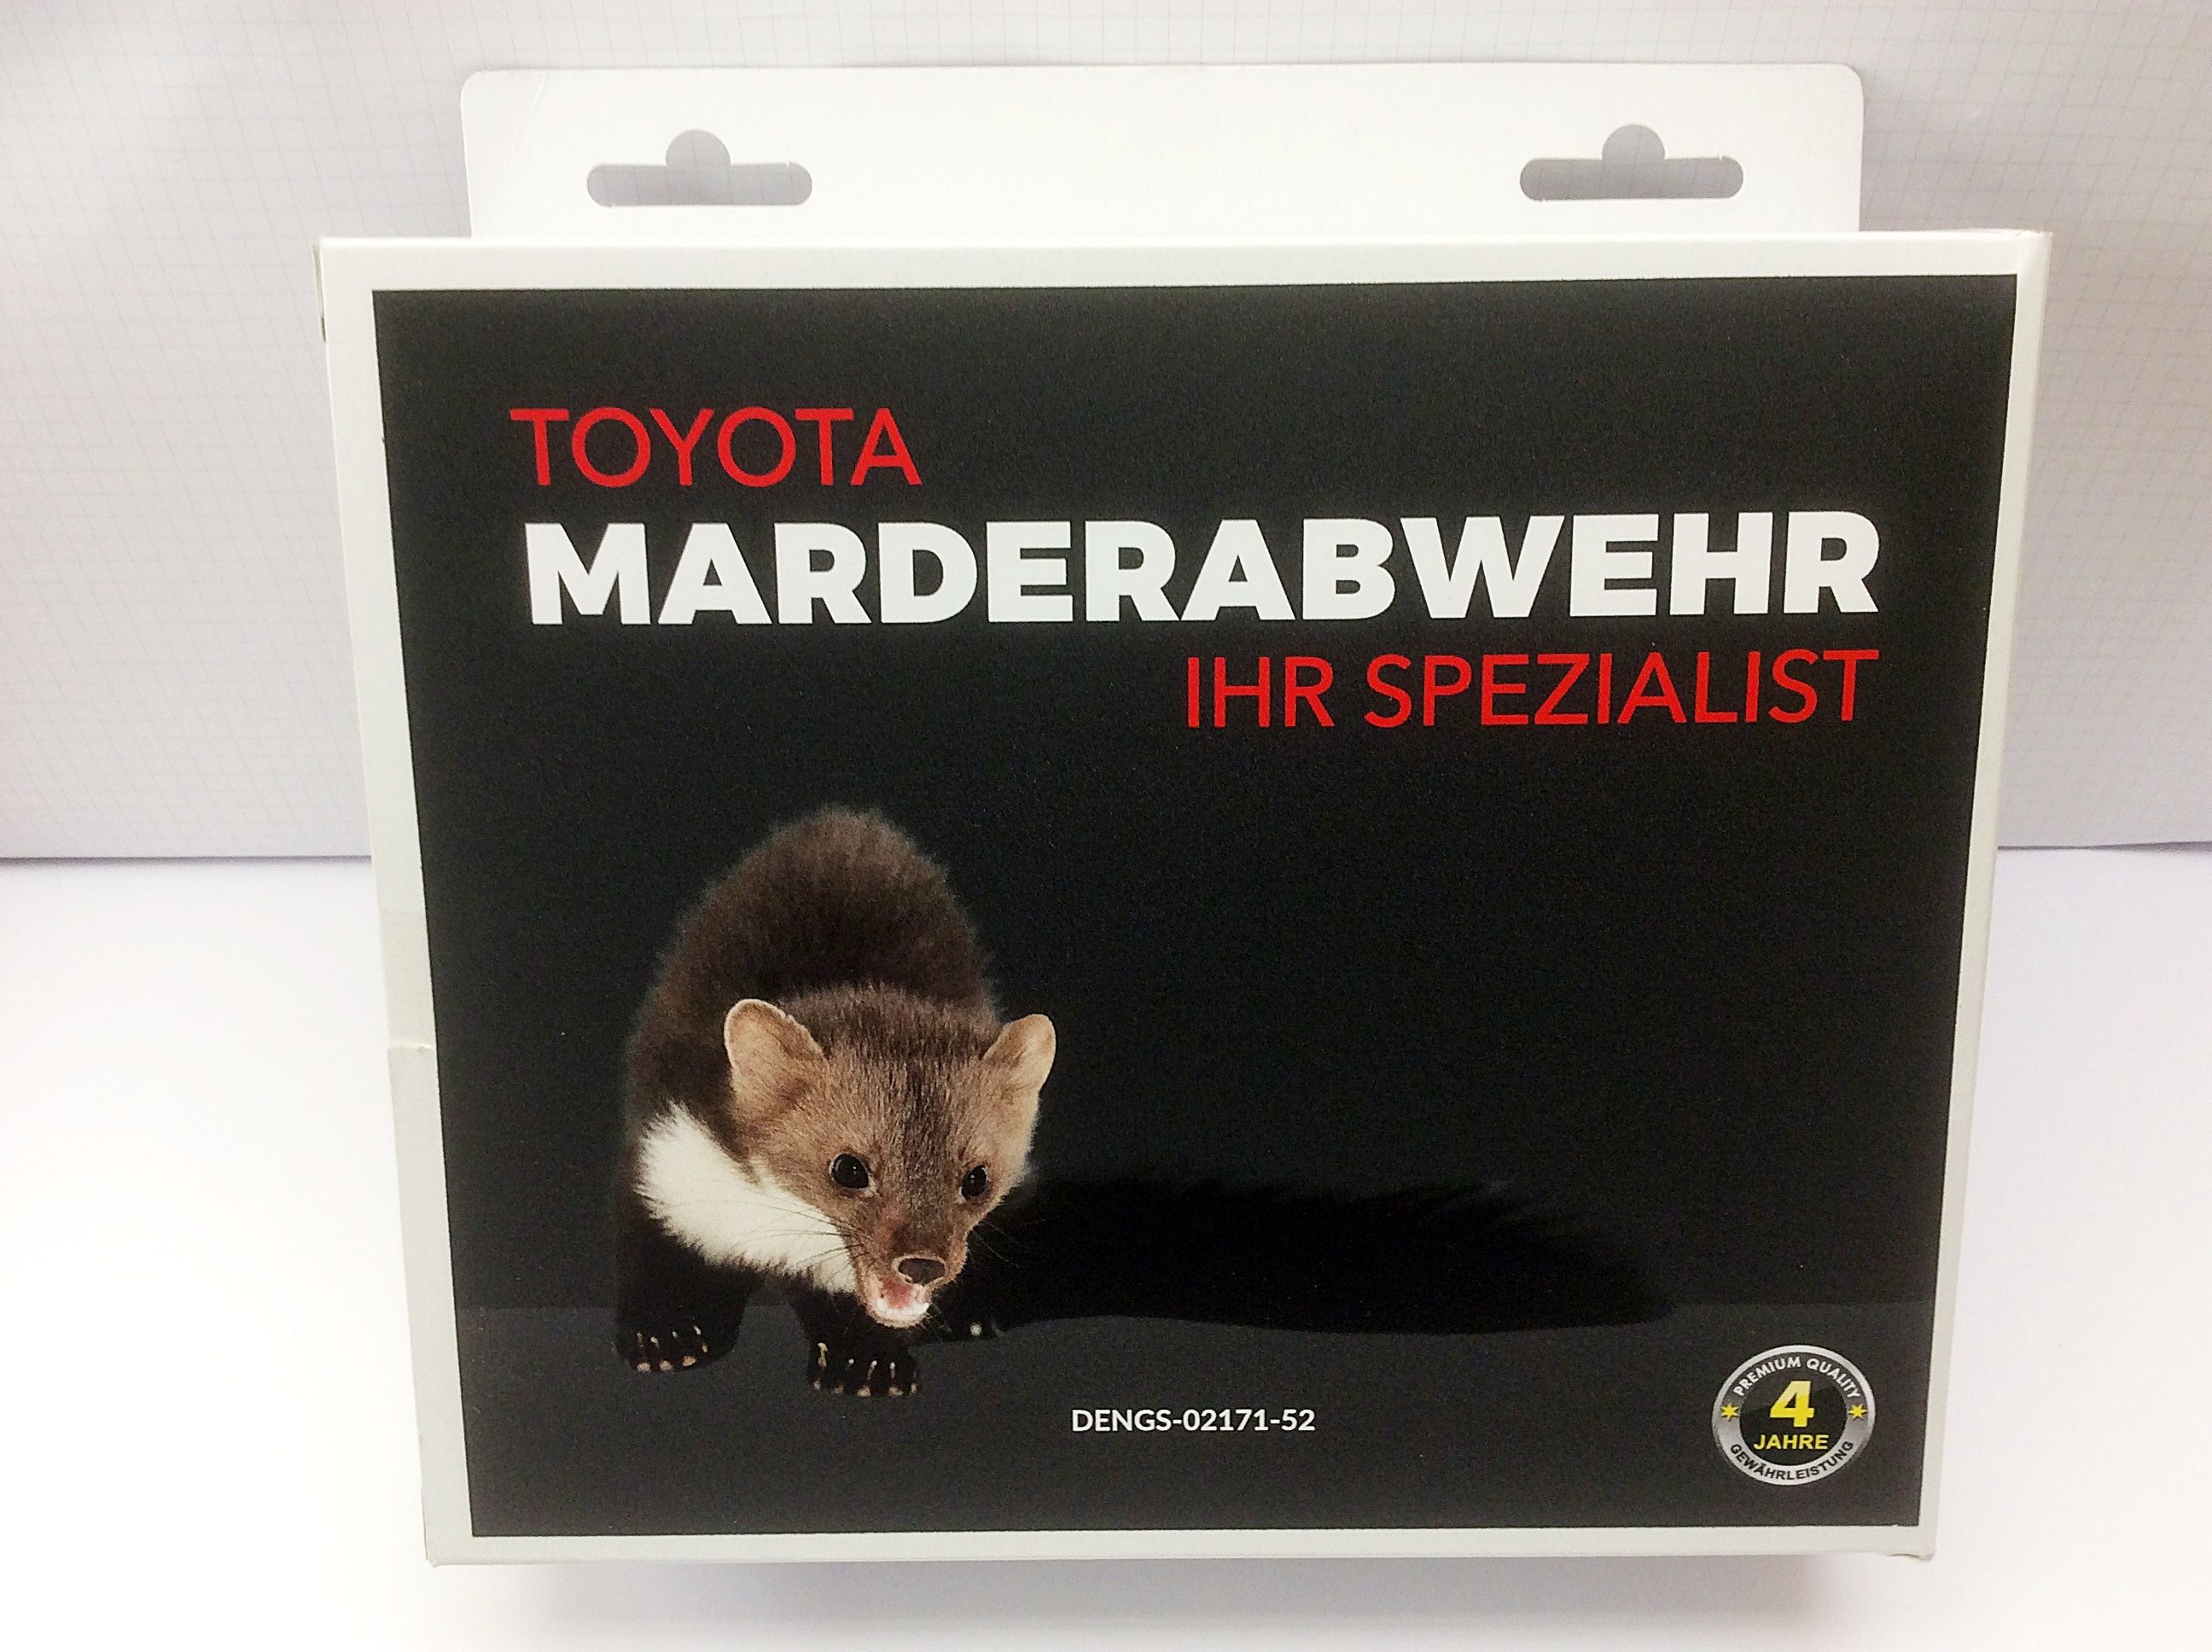 TOYOTA
MARDERABWEHR
IHR SPEZIALIST
DENGS-02171-52
PREMIUM QUALITY
4
JAHRE
GEWÄHRLEISTUNG